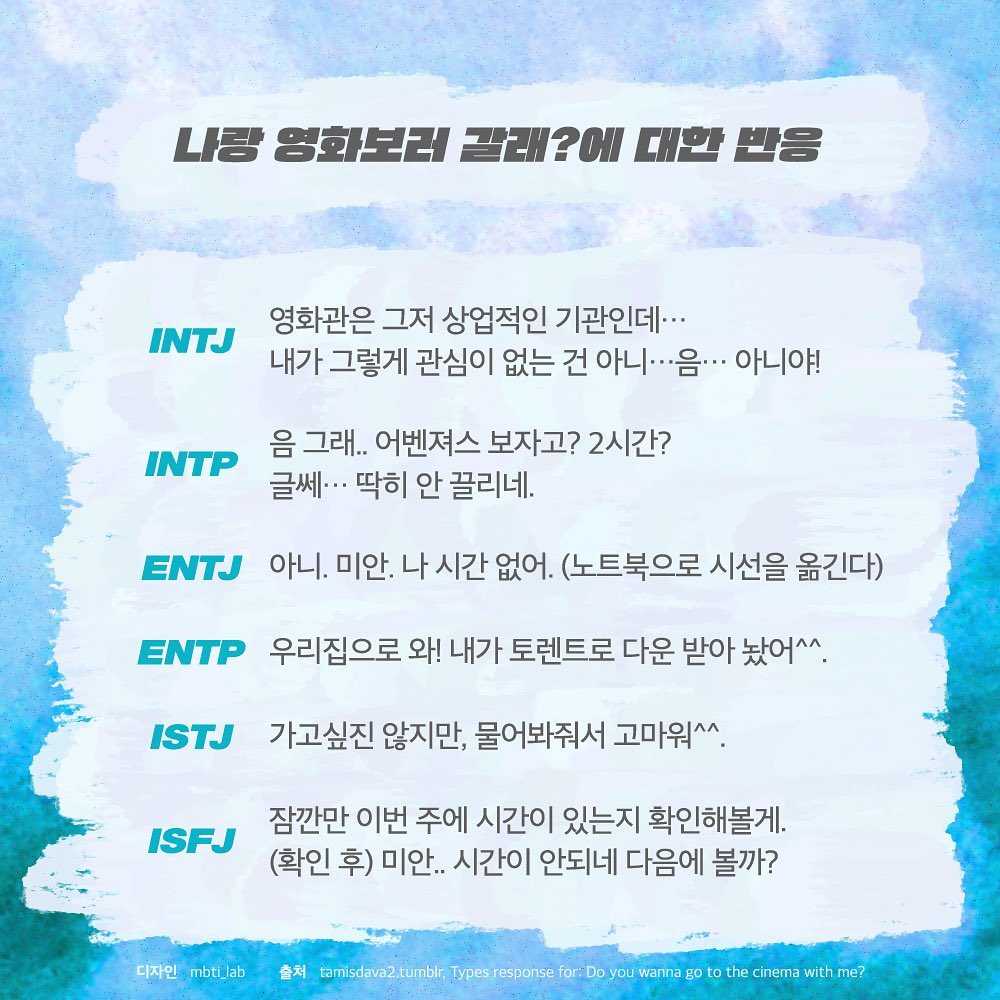 나랑 영화보러 갈래?에 대한 반응
INTJ
영화관은 그저 상업적인 기관인데…
내가 그렇게 관심이 없는 건 아니…음… 아니야!
INTP
음 그래.. 어벤져스 보자고? 2시간?
글쎄… 딱히 안 끌리네.
ENTJ 아니. 미안. 나 시간 없어. (노트북으로 시선을 옮긴다)
ENTP 우리집으로 와! 내가 토렌트로 다운 받아 놨어^^.
ISTJ 가고싶진 않지만, 물어봐줘서 고마워^^.
ISFJ
잠깐만 이번 주에 시간이 있는지 확인해볼게.
(확인 후) 미안.. 시간이 안되네 다음에 볼까?
디자인 mbti_lab 출처 tamisdava2.tumblr, Types response for: Do you wanna go to the cinema with me?